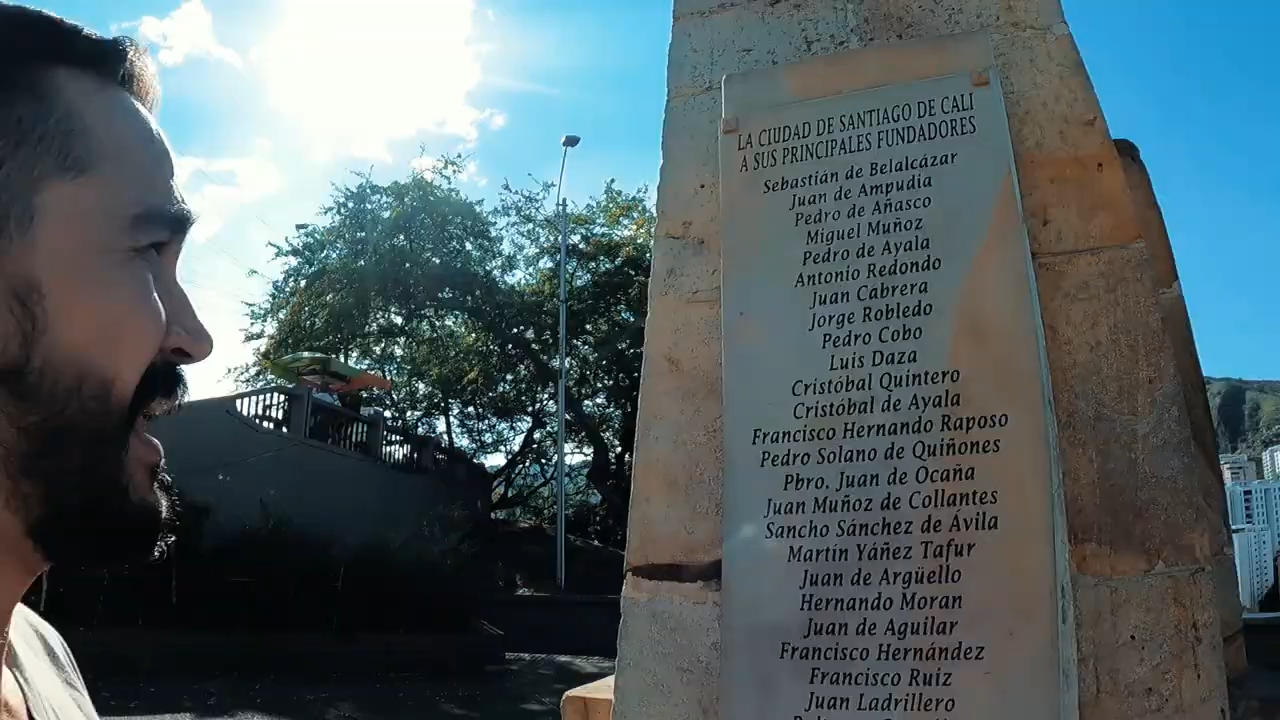 LA CIUDAD DE SANTIAGO DE CALI
A SUS PRINCIPALES FUNDADORES
Sebastián de Belalcázar
Juan de Ampudia
Pedro de Añasco
Miguel Muñoz
Pedro de Ayala
Antonio Redondo
Juan Cabrera
Jorge Robledo
Pedro Cobo
Luis Daza
Cristóbal Quintero
Cristóbal de Ayala
Francisco Hernando Raposo
Pedro Solano de Quiñones
Pbro. Juan de Ocaña
Juan Muñoz de Collantes
Sancho Sánchez de Ávila
Martín Yáñez Tafur
Juan de Argüello
Hernando Moran
Juan de Aguilar
Francisco Hernández
Francisco Ruiz
Juan Ladrillero